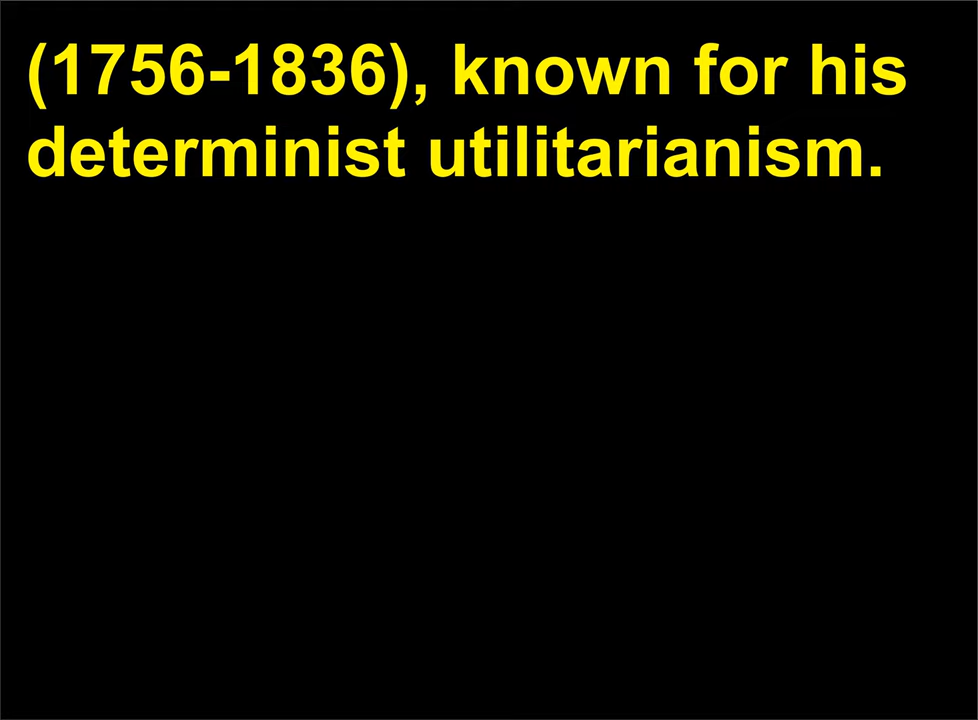 (1756-1836), known for his
determinist utilitarianism.